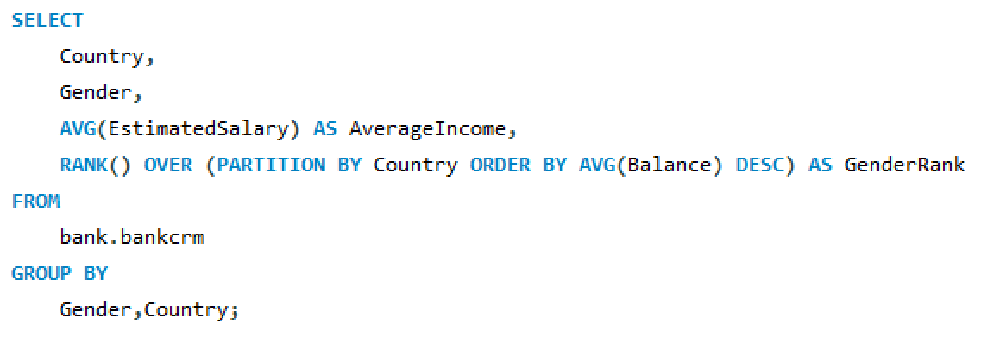 SELECT
Country,
Gender,
AVG(EstimatedSalary) AS AverageIncome,
RANK() OVER (PARTITION BY Country ORDER BY AVG(Balance) DESC) AS GenderRank
FROM
bank.bankcrm
GROUP BY
Gender,Country;